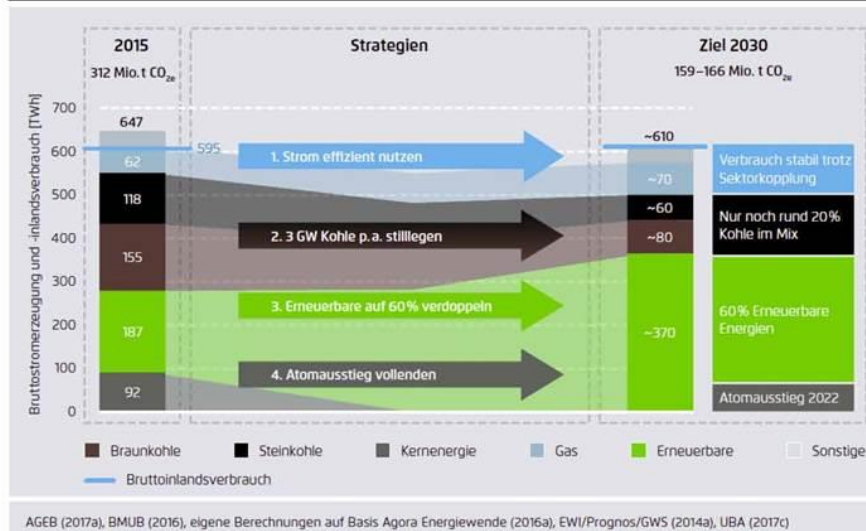 2015
312 Mio. t CO2e
Strategien
Ziel 2030
159–166 Mio. t CO2e
Bruttostromerzeugung und -inlandsverbrauch [TWh]
700
600
500
400
300
200
100
0
647
595
62
118
155
187
92
1. Strom effizient nutzen
2. 3 GW Kohle p. a. stilllegen
3. Erneuerbare auf 60% verdoppeln
4. Atomausstieg vollenden
~610
~70
~60
~80
~370
Verbrauch stabil trotz
Sektorkopplung
Nur noch rund 20%
Kohle im Mix
60% Erneuerbare
Energien
Atomausstieg 2022
Braunkohle
Steinkohle
Kernenergie
Gas
Erneuerbare
Sonstige
Bruttoinlandsverbrauch
AGEB (2017a), BMUB (2016), eigene Berechnungen auf Basis Agora Energiewende (2016a), EWI/Prognos/GWS (2014a), UBA (2017c)